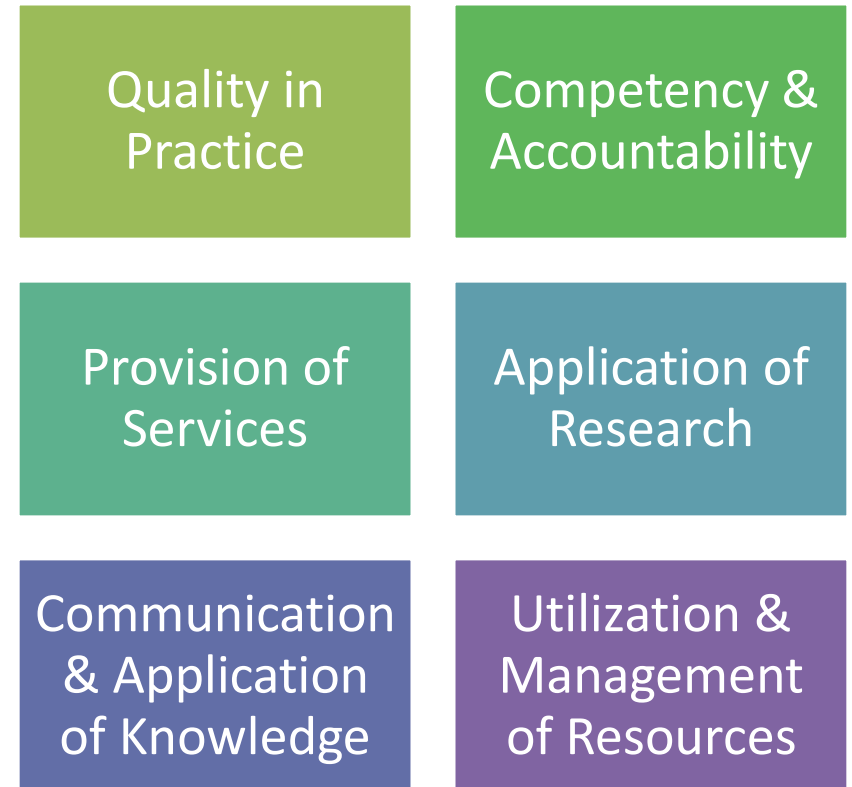 Quality in
Practice
Competency &
Accountability
Provision of
Services
Application of
Research
Communication
& Application
of Knowledge
Utilization &
Management
of Resources